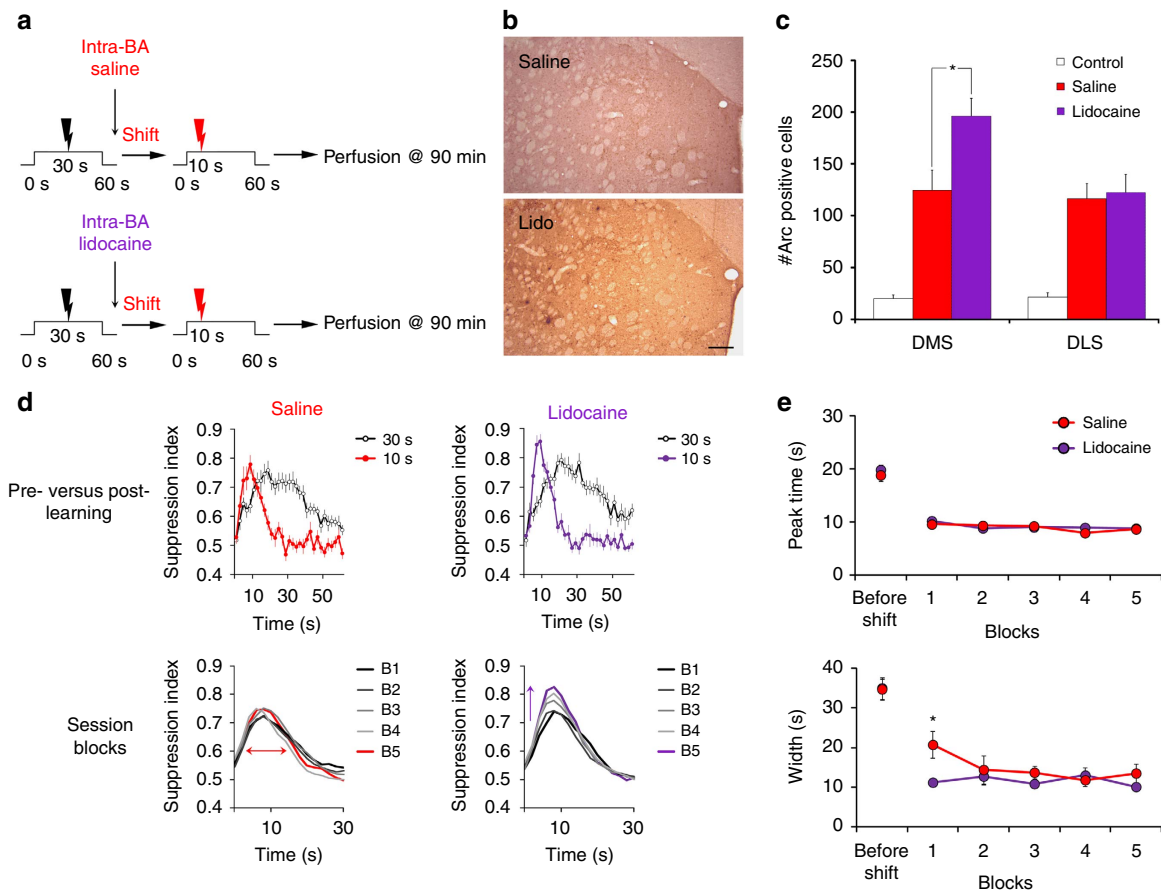 a
Intra-BA
saline
Shift
30 s
10 s
Perfusion @ 90 min
0 s
60 s
0 s
60 s
Intra-BA
lidocaine
Shift
30 s
10 s
Perfusion @ 90 min
0 s
60 s
0 s
60 s
b
Saline
Lido
c
#Arc positive cells
250
200
150
100
50
0
Control
Saline
Lidocaine
*
DMS
DLS
d
Pre- versus post-
learning
Saline
Suppression index
0.9
0.8
0.7
0.6
0.5
0.4
30 s
10 s
10 30 50
Time (s)
Lidocaine
Suppression index
0.9
0.8
0.7
0.6
0.5
0.4
30 s
10 s
10 30 50
Time (s)
Session
blocks
Suppression index
0.9
0.8
0.7
0.6
0.5
0.4
B1
B2
B3
B4
B5
10 30
Time (s)
Suppression index
0.9
0.8
0.7
0.6
0.5
0.4
B1
B2
B3
B4
B5
10 30
Time (s)
e
Peak time (s)
30
20
10
0
Saline
Lidocaine
Before
shift
1 2 3 4 5
Blocks
Width (s)
40
30
20
10
0
*
Before
shift
1 2 3 4 5
Blocks